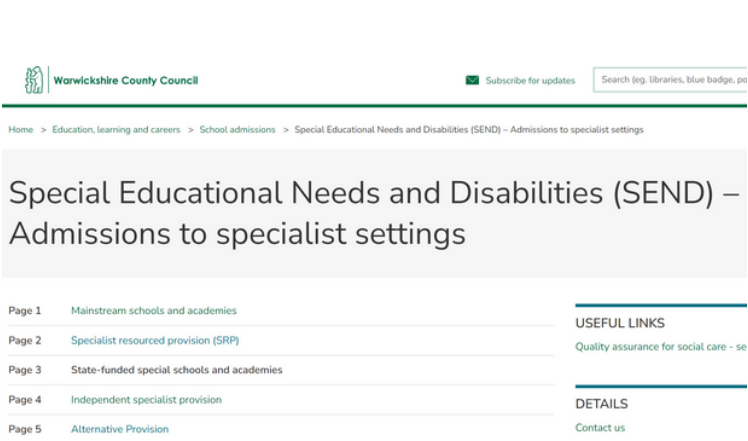 Warwickshire County Council
Subscribe for updates
Search (eg. libraries, blue badge, po
Home > Education, learning and careers > School admissions > Special Educational Needs and Disabilities (SEND) – Admissions to specialist settings
Special Educational Needs and Disabilities (SEND) –
Admissions to specialist settings
Page 1 Mainstream schools and academies
Page 2 Specialist resourced provision (SRP)
Page 3 State-funded special schools and academies
Page 4 Independent specialist provision
Page 5 Alternative Provision
USEFUL LINKS
Quality assurance for social care - se
DETAILS
Contact us